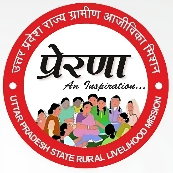 उत्तर प्रदेश राज्य ग्रामीण आजीविका मिशन
प्रेरणा
An Inspiration...
UTTAR PRADESH STATE RURAL LIVELIHOOD MISSION